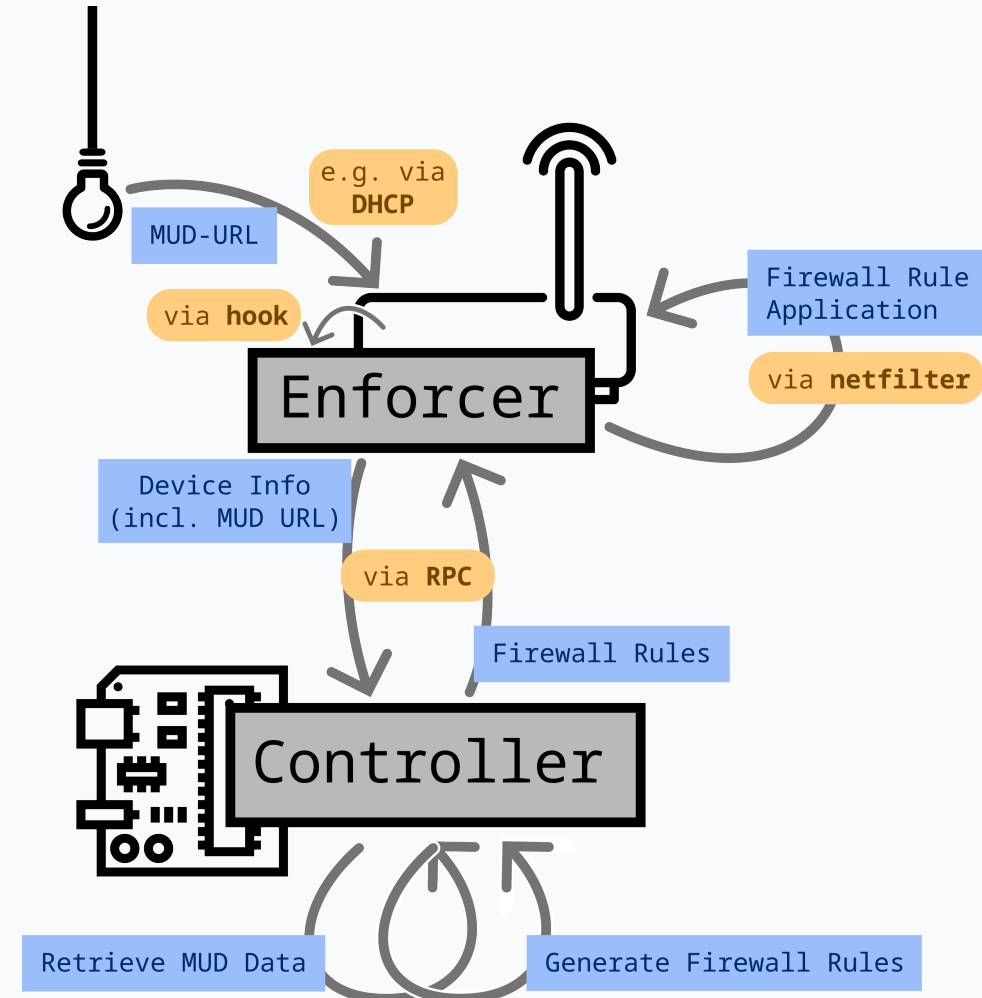 e.g. via
DHCP
MUD-URL
Firewall Rule
Application
via hook
via netfilter
Enforcer
Device Info
(incl. MUD URL)
via RPC
Firewall Rules
Controller
Retrieve MUD Data
Generate Firewall Rules